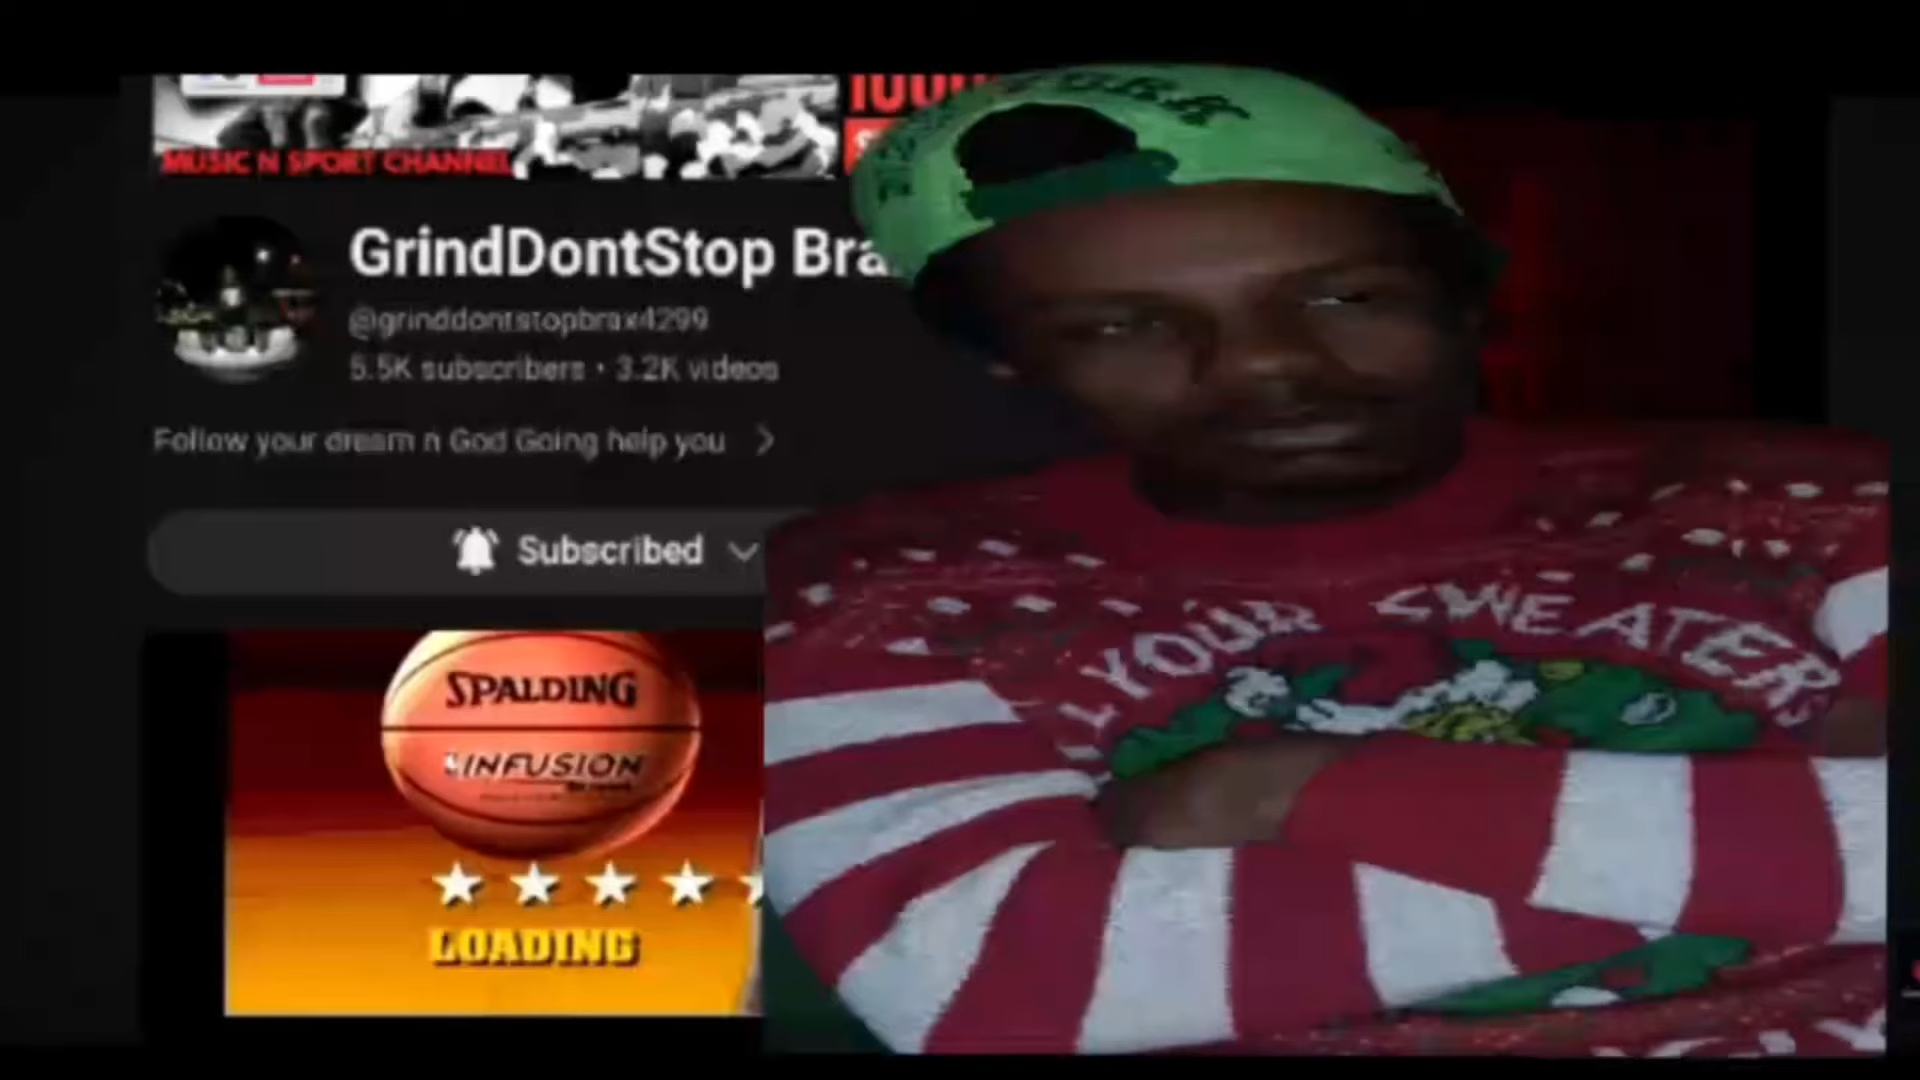 MUSIC N SPORT CHANNEL
GrindDontStop Bra
@grinddontstopbrax4299
5.5K subscribers • 3.2K videos
Follow your dream n God Going help you
Subscribed
SPALDING
INFUSION
LOADING
YOUR SWEATER